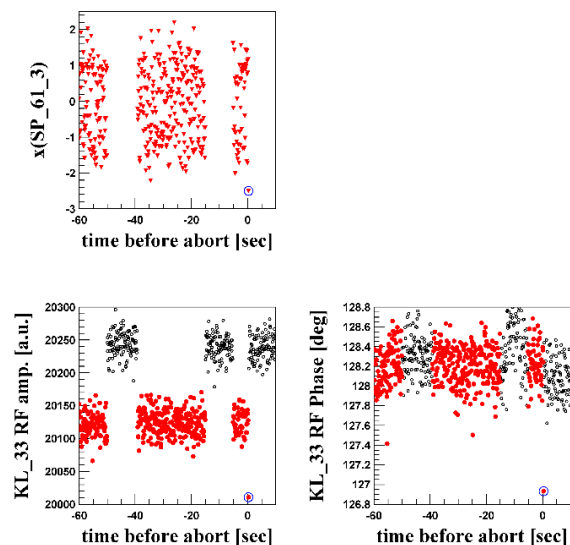 x(SP_61_3)
2
1
0
-1
-2
-3
-60 -40 -20 0
time before abort [sec]
KL_33 RF amp. [a.u.]
20300
20250
20200
20150
20100
20050
20000
-60 -40 -20 0
time before abort [sec]
KL_33 RF Phase [deg]
128.8
128.6
128.4
128.2
128
127.8
127.6
127.4
127.2
127
126.8
-60 -40 -20 0
time before abort [sec]